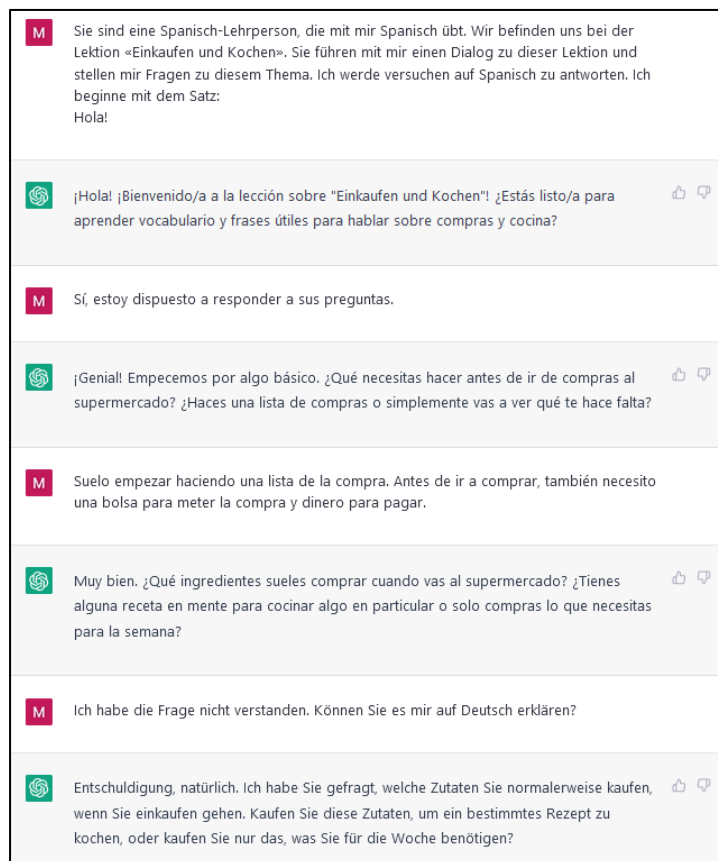 M
Sie sind eine Spanisch-Lehrperson, die mit mir Spanisch übt. Wir befinden uns bei der
Lektion «Einkaufen und Kochen». Sie führen mit mir einen Dialog zu dieser Lektion und
stellen mir Fragen zu diesem Thema. Ich werde versuchen auf Spanisch zu antworten. Ich
beginne mit dem Satz:
Hola!
¡Hola! ¡Bienvenido/a a la lección sobre "Einkaufen und Kochen"! ¿Estás listo/a para
aprender vocabulario y frases útiles para hablar sobre compras y cocina?
M
Sí, estoy dispuesto a responder a sus preguntas.
¡Genial! Empecemos por algo básico. ¿Qué necesitas hacer antes de ir de compras al
supermercado? ¿Haces una lista de compras o simplemente vas a ver qué te hace falta?
M
Suelo empezar haciendo una lista de la compra. Antes de ir a comprar, también necesito
una bolsa para meter la compra y dinero para pagar.
Muy bien. ¿Qué ingredientes sueles comprar cuando vas al supermercado? ¿Tienes
alguna receta en mente para cocinar algo en particular o solo compras lo que necesitas
para la semana?
M
Ich habe die Frage nicht verstanden. Können Sie es mir auf Deutsch erklären?
Entschuldigung, natürlich. Ich habe Sie gefragt, welche Zutaten Sie normalerweise kaufen,
wenn Sie einkaufen gehen. Kaufen Sie diese Zutaten, um ein bestimmtes Rezept zu
kochen, oder kaufen Sie nur das, was Sie für die Woche benötigen?